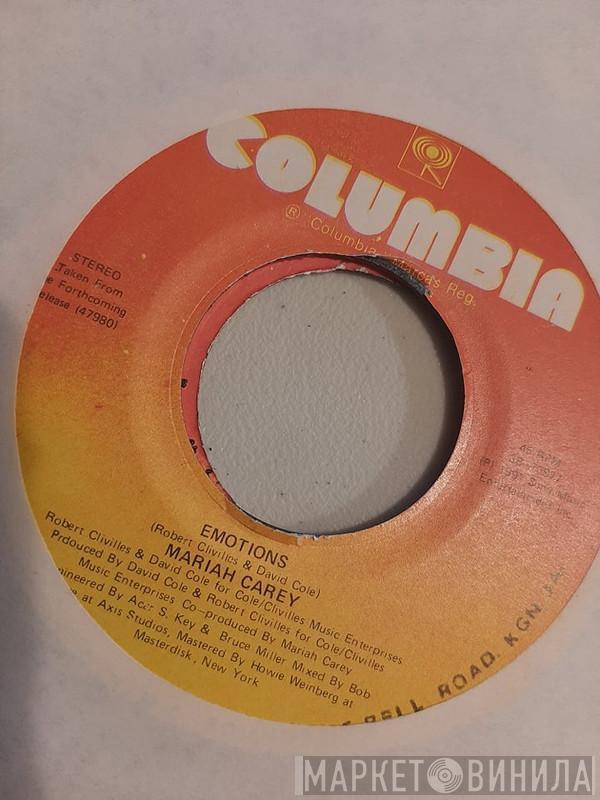 COLUMBIA
® Columbia, Marcas Reg.
STEREO
Taken From
e Forthcoming
elease (47980)
45 RPM
EMOTIONS
(Robert Clivilles & David Cole)
MARIAH CAREY
Robert Clivilles & David Cole for Cole/Clivilles Music Enterprises
Prdouced By David Cole & Robert Clivilles for Cole/Clivilles
Music Enterprises Co-produced By Mariah Carey
ngineered By Acar S. Key & Bruce Miller Mixed By Bob
e at Axis Studios, Mastered By Howie Weinberg at
Masterdisk, New York
BELL ROAD. KGN. JA.
МАРКЕТ ВИНИЛА